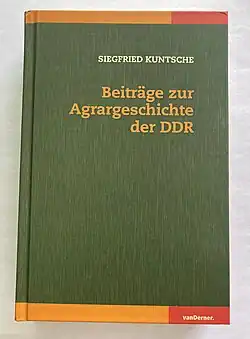 SIEGFRIED KUNTSCHE
Beiträge zur
Agrargeschichte
der DDR
vanDerner.